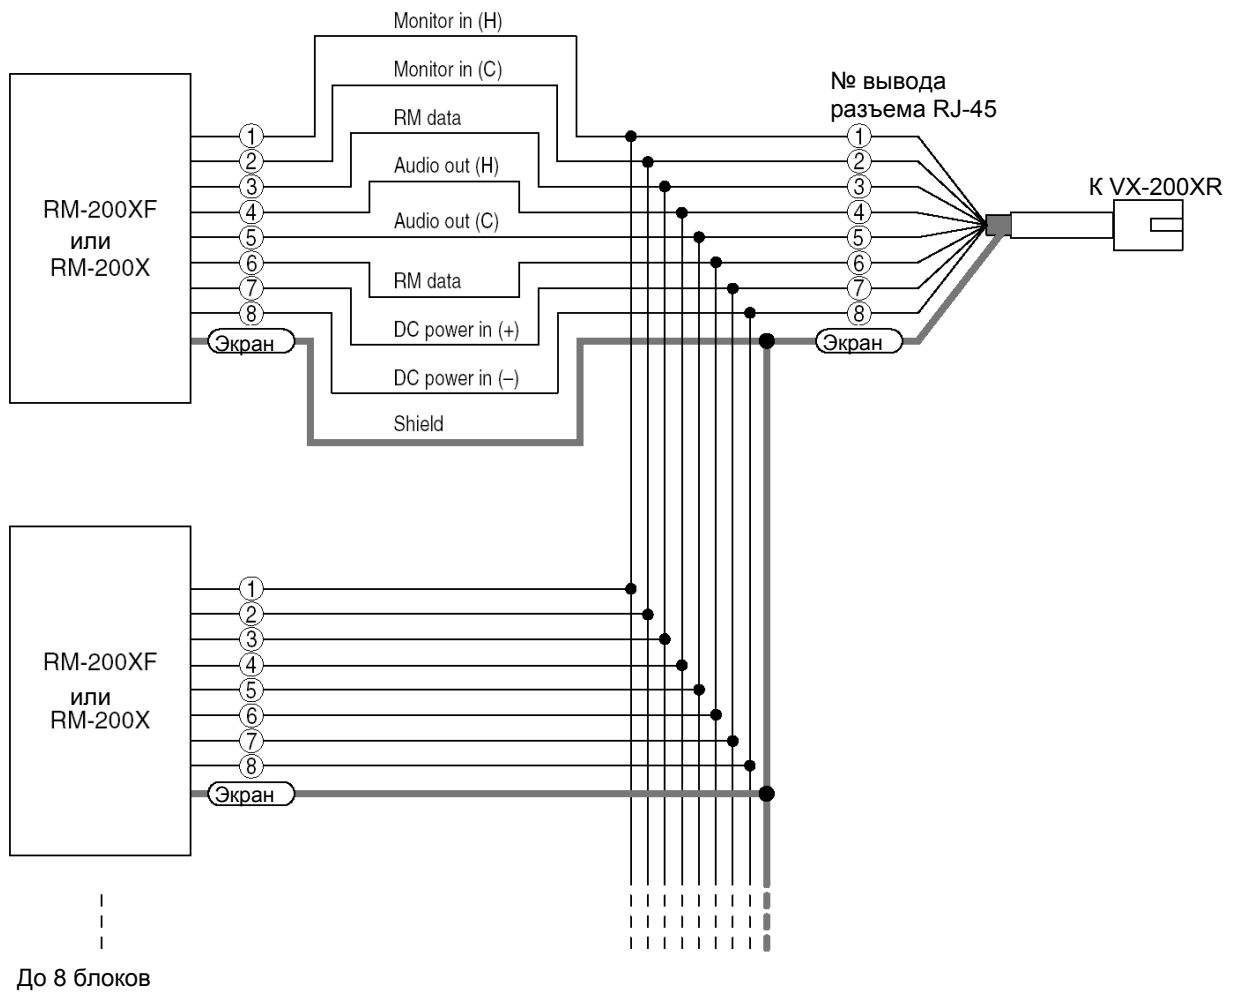 Monitor in (H)
Monitor in (C)
RM data
Audio out (H)
Audio out (C)
RM data
DC power in (+)
DC power in (–)
Shield
№ вывода
разъема RJ-45
К VX-200XR
RM-200XF
или
RM-200X
1
2
3
4
5
6
7
8
Экран
1
2
3
4
5
6
7
8
Экран
RM-200XF
или
RM-200X
1
2
3
4
5
6
7
8
Экран
До 8 блоков